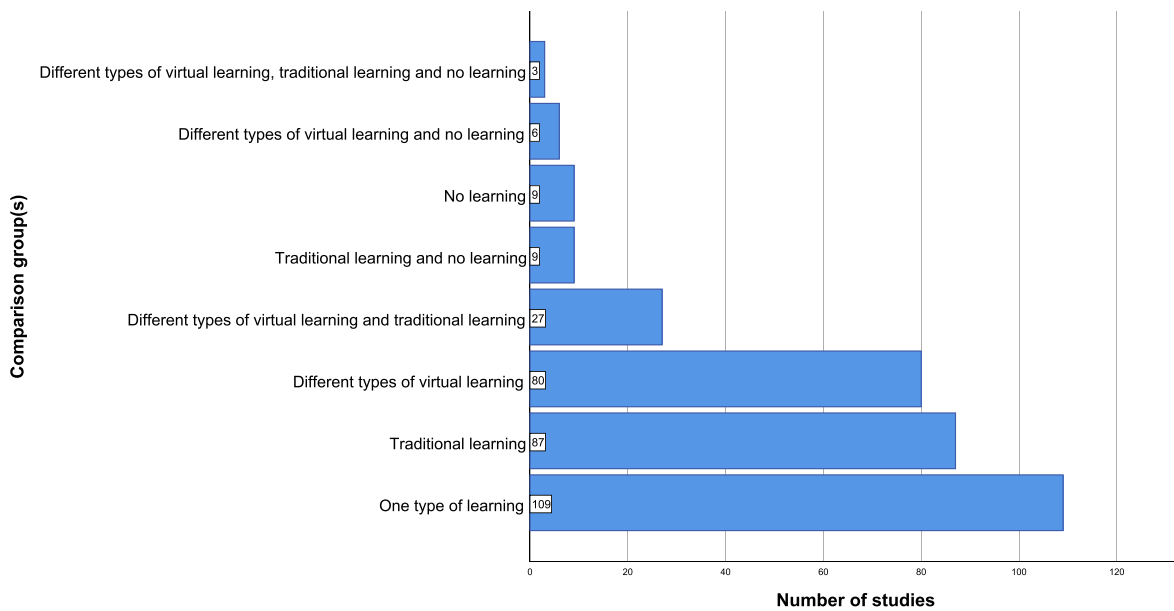 Different types of virtual learning, traditional learning and no learning
3
Different types of virtual learning and no learning
6
No learning
9
Traditional learning and no learning
9
Different types of virtual learning and traditional learning
27
Different types of virtual learning
80
Traditional learning
87
One type of learning
109
Comparison group(s)
0 20 40 60 80 100 120
Number of studies